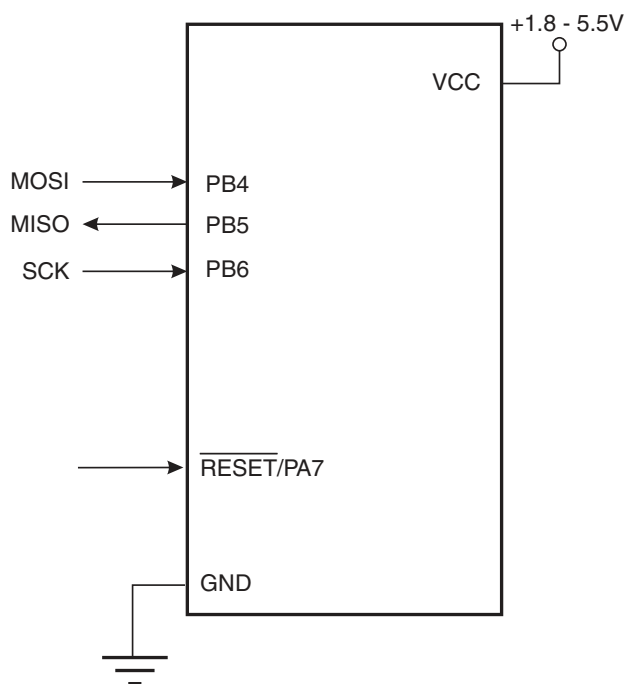 +1.8 - 5.5V
VCC
MOSI PB4
MISO PB5
SCK PB6
RESET/PA7
GND